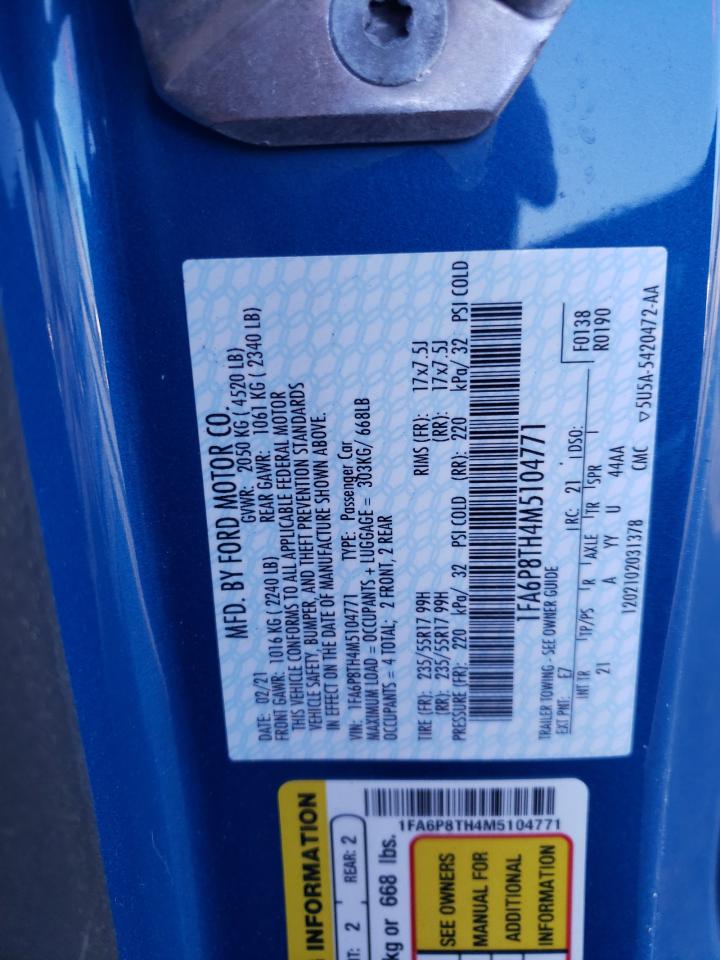 MFD. BY FORD MOTOR CO.
DATE: 02/21 GVWR: 2050 KG ( 4520 LB)
FRONT GAWR: 1016 KG ( 2240 LB) REAR GAWR: 1061 KG ( 2340 LB)
THIS VEHICLE CONFORMS TO ALL APPLICABLE FEDERAL MOTOR
VEHICLE SAFETY, BUMPER, AND THEFT PREVENTION STANDARDS
IN EFFECT ON THE DATE OF MANUFACTURE SHOWN ABOVE.
VIN: 1FA6P8TH4M5104771 TYPE: Passenger Car
MAXIMUM LOAD = OCCUPANTS + LUGGAGE = 303KG/ 668LB
OCCUPANTS = 4 TOTAL; 2 FRONT, 2 REAR
TIRE (FR): 235/55R17 99H RIMS (FR): 17x7.5J
(RR): 235/55R17 99H (RR): 17x7.5J
PRESSURE (FR): 220 kPa/ 32 PSI COLD (RR): 220 kPa/ 32 PSI COLD
1FA6P8TH4M5104771
TRAILER TOWING - SEE OWNER GUIDE
EXT PNT: E7 RC: 21 DSO: F0138
INT TR TP/PS R AXLE TR SPR R0190
21 A YY U 44AA
12021020313​78 CMC ▽5U5A-5420472-AA
INFORMATION
2 REAR: 2
kg or 668 lbs.
1FA6P8TH4M5104771
SEE OWNERS
MANUAL FOR
ADDITIONAL
INFORMATION